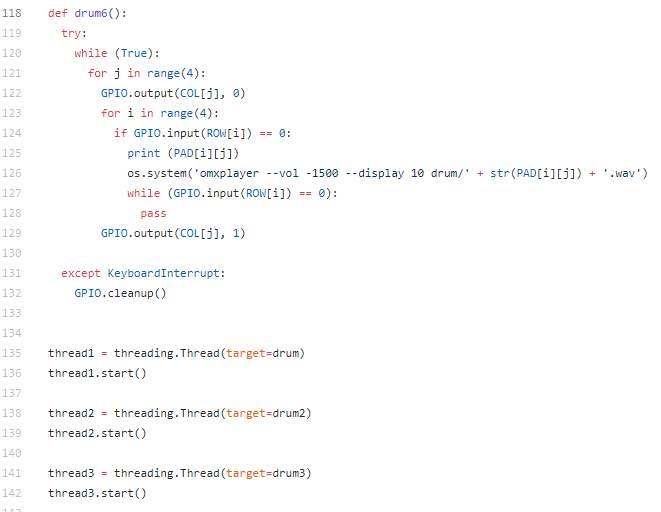 118 def drum6():
119 try:
120 while (True):
121 for j in range(4):
122 GPIO.output(COL[j], 0)
123 for i in range(4):
124 if GPIO.input(ROW[i]) == 0:
125 print (PAD[i][j])
126 os.system('omxplayer --vol -1500 --display 10 drum/' + str(PAD[i][j]) + '.wav')
127 while (GPIO.input(ROW[i]) == 0):
128 pass
129 GPIO.output(COL[j], 1)
130
131 except KeyboardInterrupt:
132 GPIO.cleanup()
133
134
135 thread1 = threading.Thread(target=drum)
136 thread1.start()
137
138 thread2 = threading.Thread(target=drum2)
139 thread2.start()
140
141 thread3 = threading.Thread(target=drum3)
142 thread3.start()